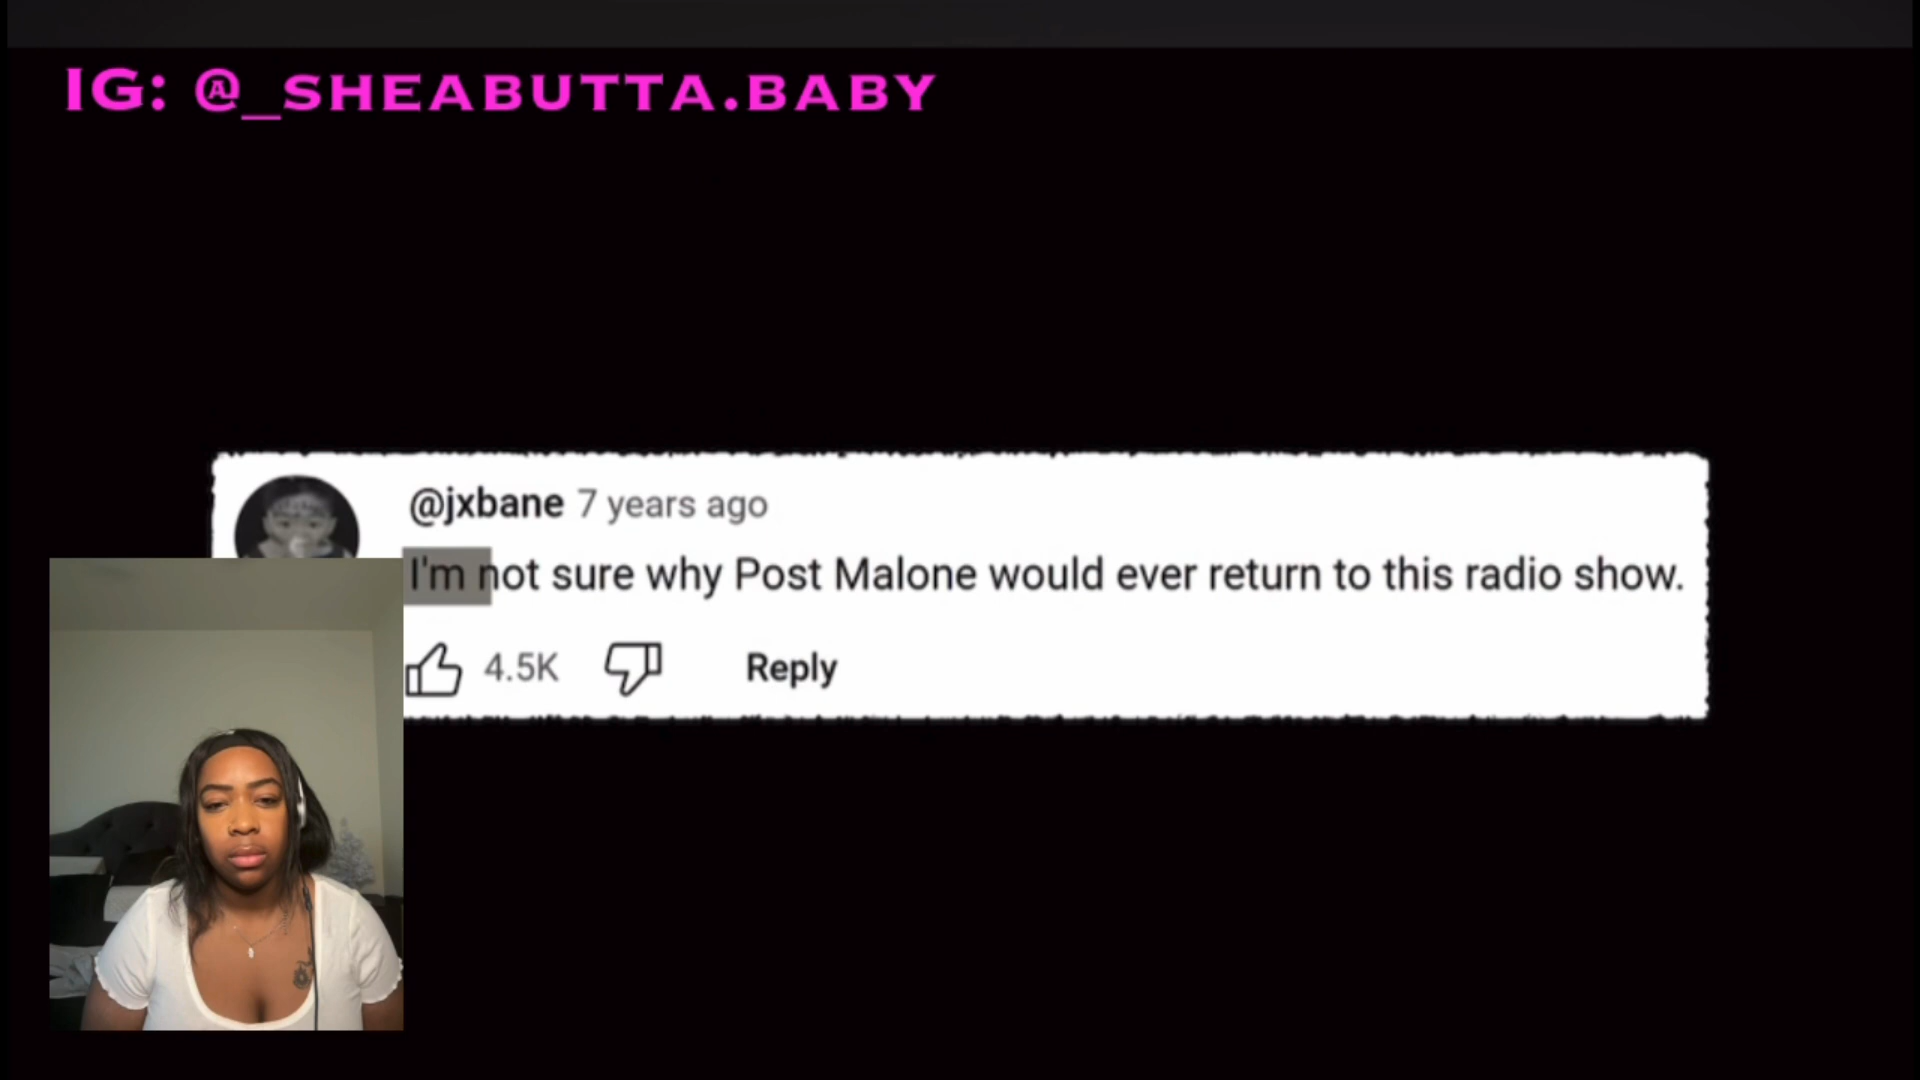 IG: @_SHEABUTTA.BABY
@jxbane 7 years ago
I'm not sure why Post Malone would ever return to this radio show.
4.5K Reply